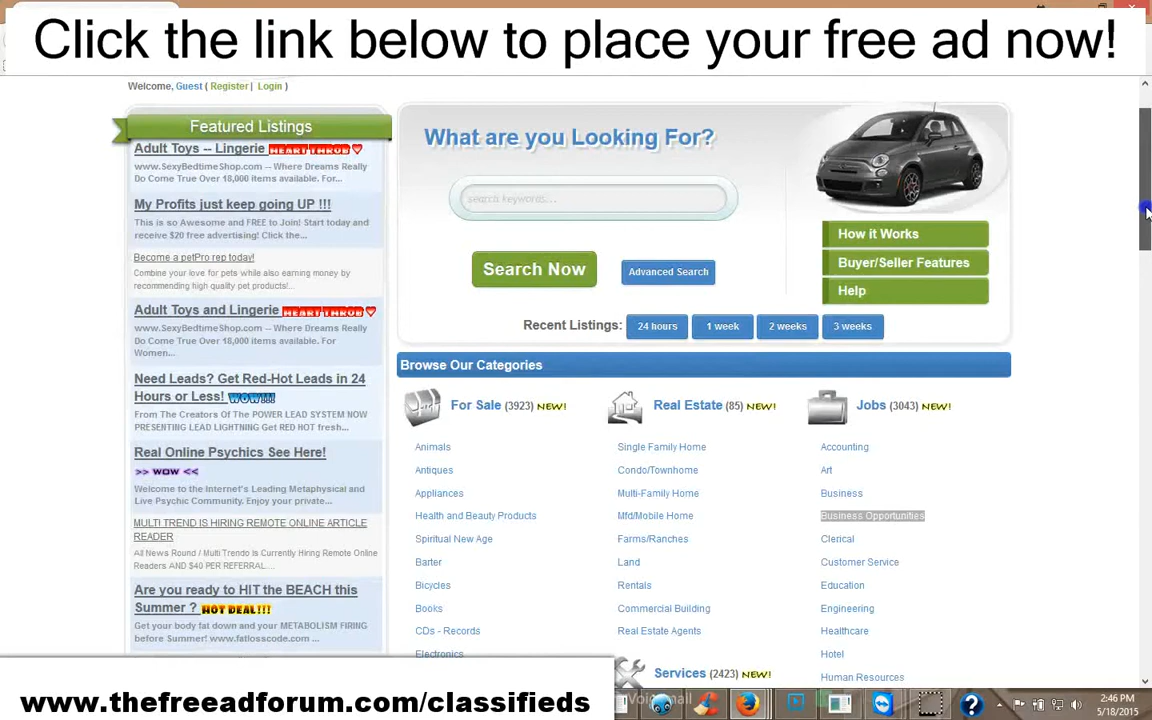 Click the link below to place your free ad now!
Welcome, Guest ( Register | Login )
Featured Listings
Adult Toys -- Lingerie HEART THROB
www.SexyBedtimeShop.com -- Where Dreams Really
Do Come True Over 18,000 items available. For...
My Profits just keep going UP !!!
This is so Awesome and FREE to Join! Start today and
receive $20 free advertising! Click the...
Become a petPro rep today!
Combine your love for pets while also earning money by
recommending high quality pet products!...
Adult Toys and Lingerie HEART THROB
www.SexyBedtimeShop.com -- Where Dreams Really
Do Come True Over 18,000 items available. For
Women...
Need Leads? Get Red-Hot Leads in 24
Hours or Less! WOW!!!
From The Creators Of The POWER LEAD SYSTEM NOW
PRESENTING LEAD LIGHTNING Get RED HOT fresh...
Real Online Psychics See Here!
>> WOW <<
Welcome to the Internet's Leading Metaphysical and
Live Psychic Community. Enjoy your private...
MULTI TREND IS HIRING REMOTE ONLINE ARTICLE
READER
All News Round / Multi Trendo is Currently Hiring Remote Online
Readers AND $40 PER REFERRAL...
Are you ready to HIT the BEACH this
Summer ? HOT DEAL!!!
Get your body fat down and your METABOLISM FIRING
before Summer! www.fatlosscode.com ...
What are you Looking For?
search keywords...
Search Now
Advanced Search
How it Works
Buyer/Seller Features
Help
Recent Listings: 24 hours 1 week 2 weeks 3 weeks
Browse Our Categories
For Sale (3923) NEW!
Animals
Antiques
Appliances
Health and Beauty Products
Spiritual New Age
Barter
Bicycles
Books
CDs - Records
Electronics
Real Estate (85) NEW!
Single Family Home
Condo/Townhome
Multi-Family Home
Mfd/Mobile Home
Farms/Ranches
Land
Rentals
Commercial Building
Real Estate Agents
Services (2423) NEW!
Jobs (3043) NEW!
Accounting
Art
Business
Business Opportunities
Clerical
Customer Service
Education
Engineering
Healthcare
Hotel
Human Resources
www.thefreeadforum.com/classifieds
2:46 PM
5/18/2015